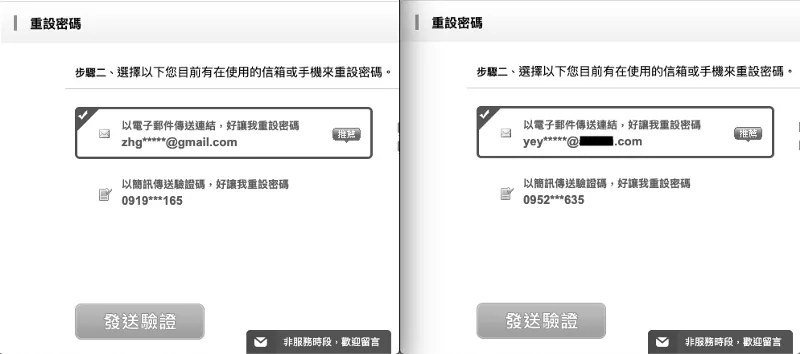 重設密碼
步驟二、選擇以下您目前有在使用的信箱或手機來重設密碼。
以電子郵件傳送連結，好讓我重設密碼
zhg*****@gmail.com
推薦
以簡訊傳送驗證碼，好讓我重設密碼
0919***165
發送驗證
非服務時段，歡迎留言
重設密碼
步驟二、選擇以下您目前有在使用的信箱或手機來重設密碼。
以電子郵件傳送連結，好讓我重設密碼
yey*****@.com
推薦
以簡訊傳送驗證碼，好讓我重設密碼
0952***635
發送驗證
非服務時段，歡迎留言